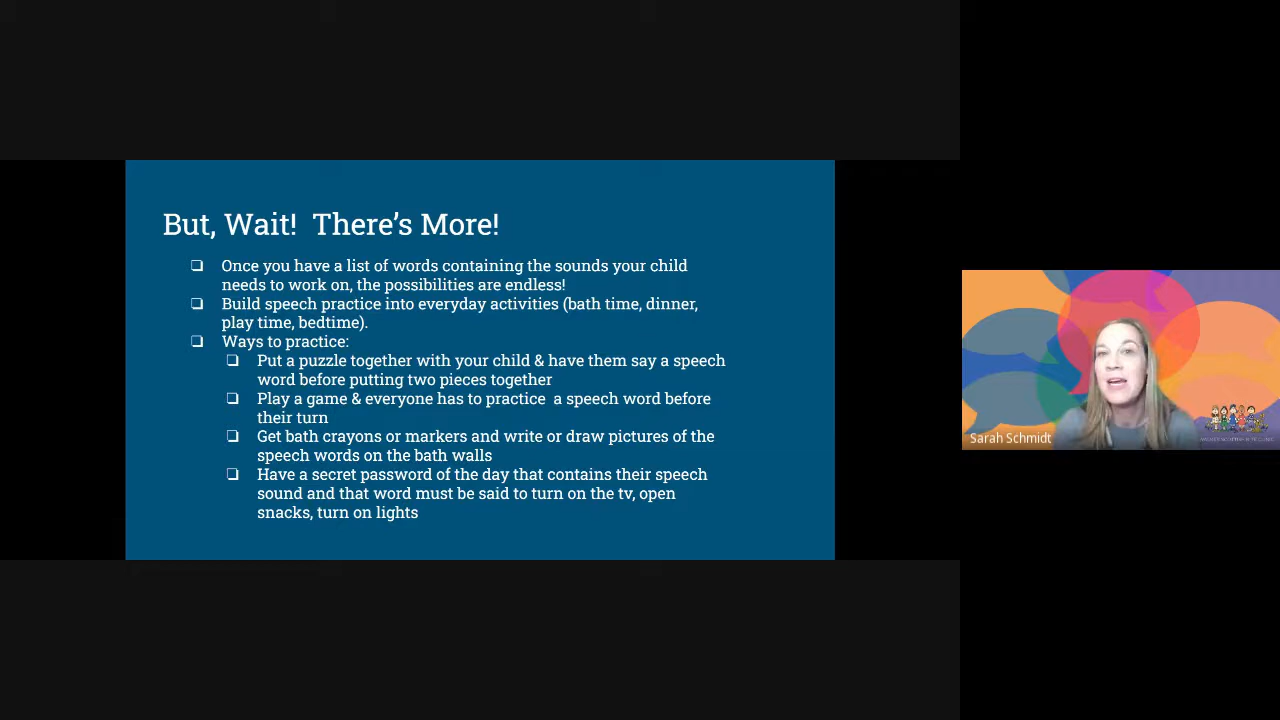 But, Wait!  There's More!
❏ Once you have a list of words containing the sounds your child
needs to work on, the possibilities are endless!
❏ Build speech practice into everyday activities (bath time, dinner,
play time, bedtime).
❏ Ways to practice:
❏ Put a puzzle together with your child & have them say a speech
word before putting two pieces together
❏ Play a game & everyone has to practice  a speech word before
their turn
❏ Get bath crayons or markers and write or draw pictures of the
speech words on the bath walls
❏ Have a secret password of the day that contains their speech
sound and that word must be said to turn on the tv, open
snacks, turn on lights
Sarah Schmidt